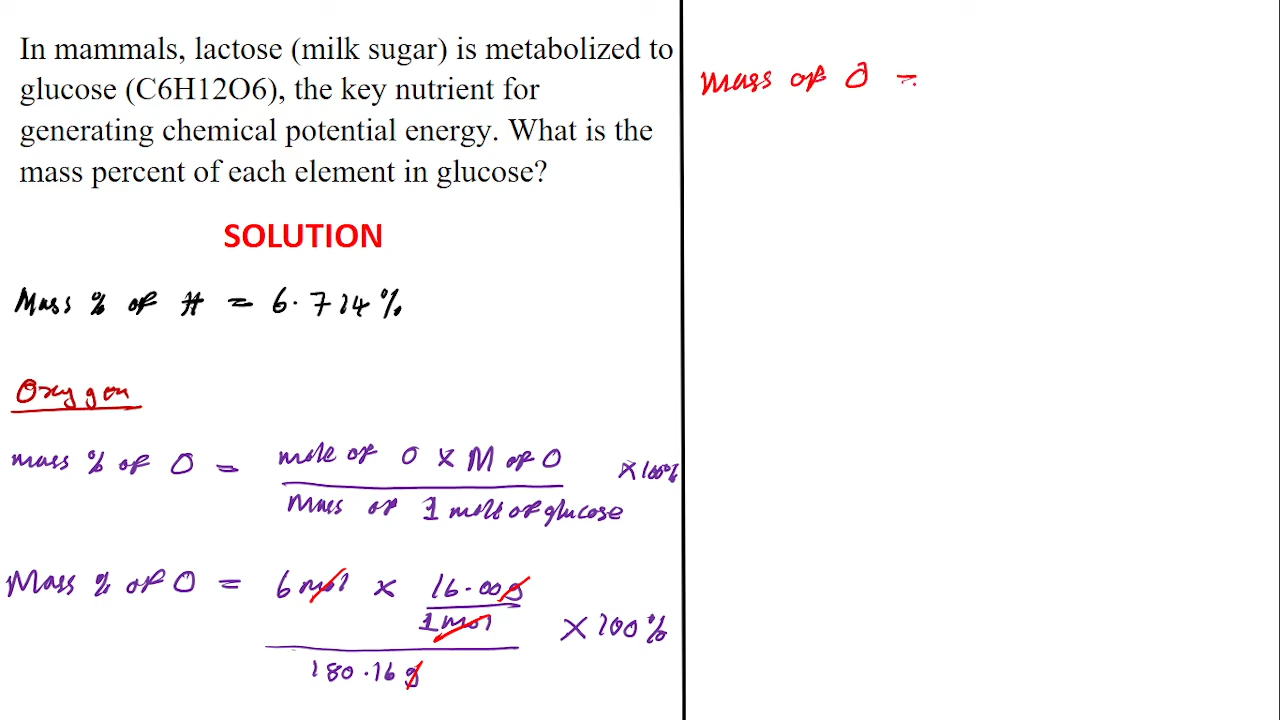 In mammals, lactose (milk sugar) is metabolized to
glucose (C6H12O6), the key nutrient for
generating chemical potential energy. What is the
mass percent of each element in glucose?
SOLUTION
Mass % of H = 6.714%
Oxygen
mass % of O = mole of O × M of O ×100%
Mass of 1 mole of glucose
Mass % of O = 6 mol × 16.00g
1 mol × 100%
180.16 g
Mass of O =